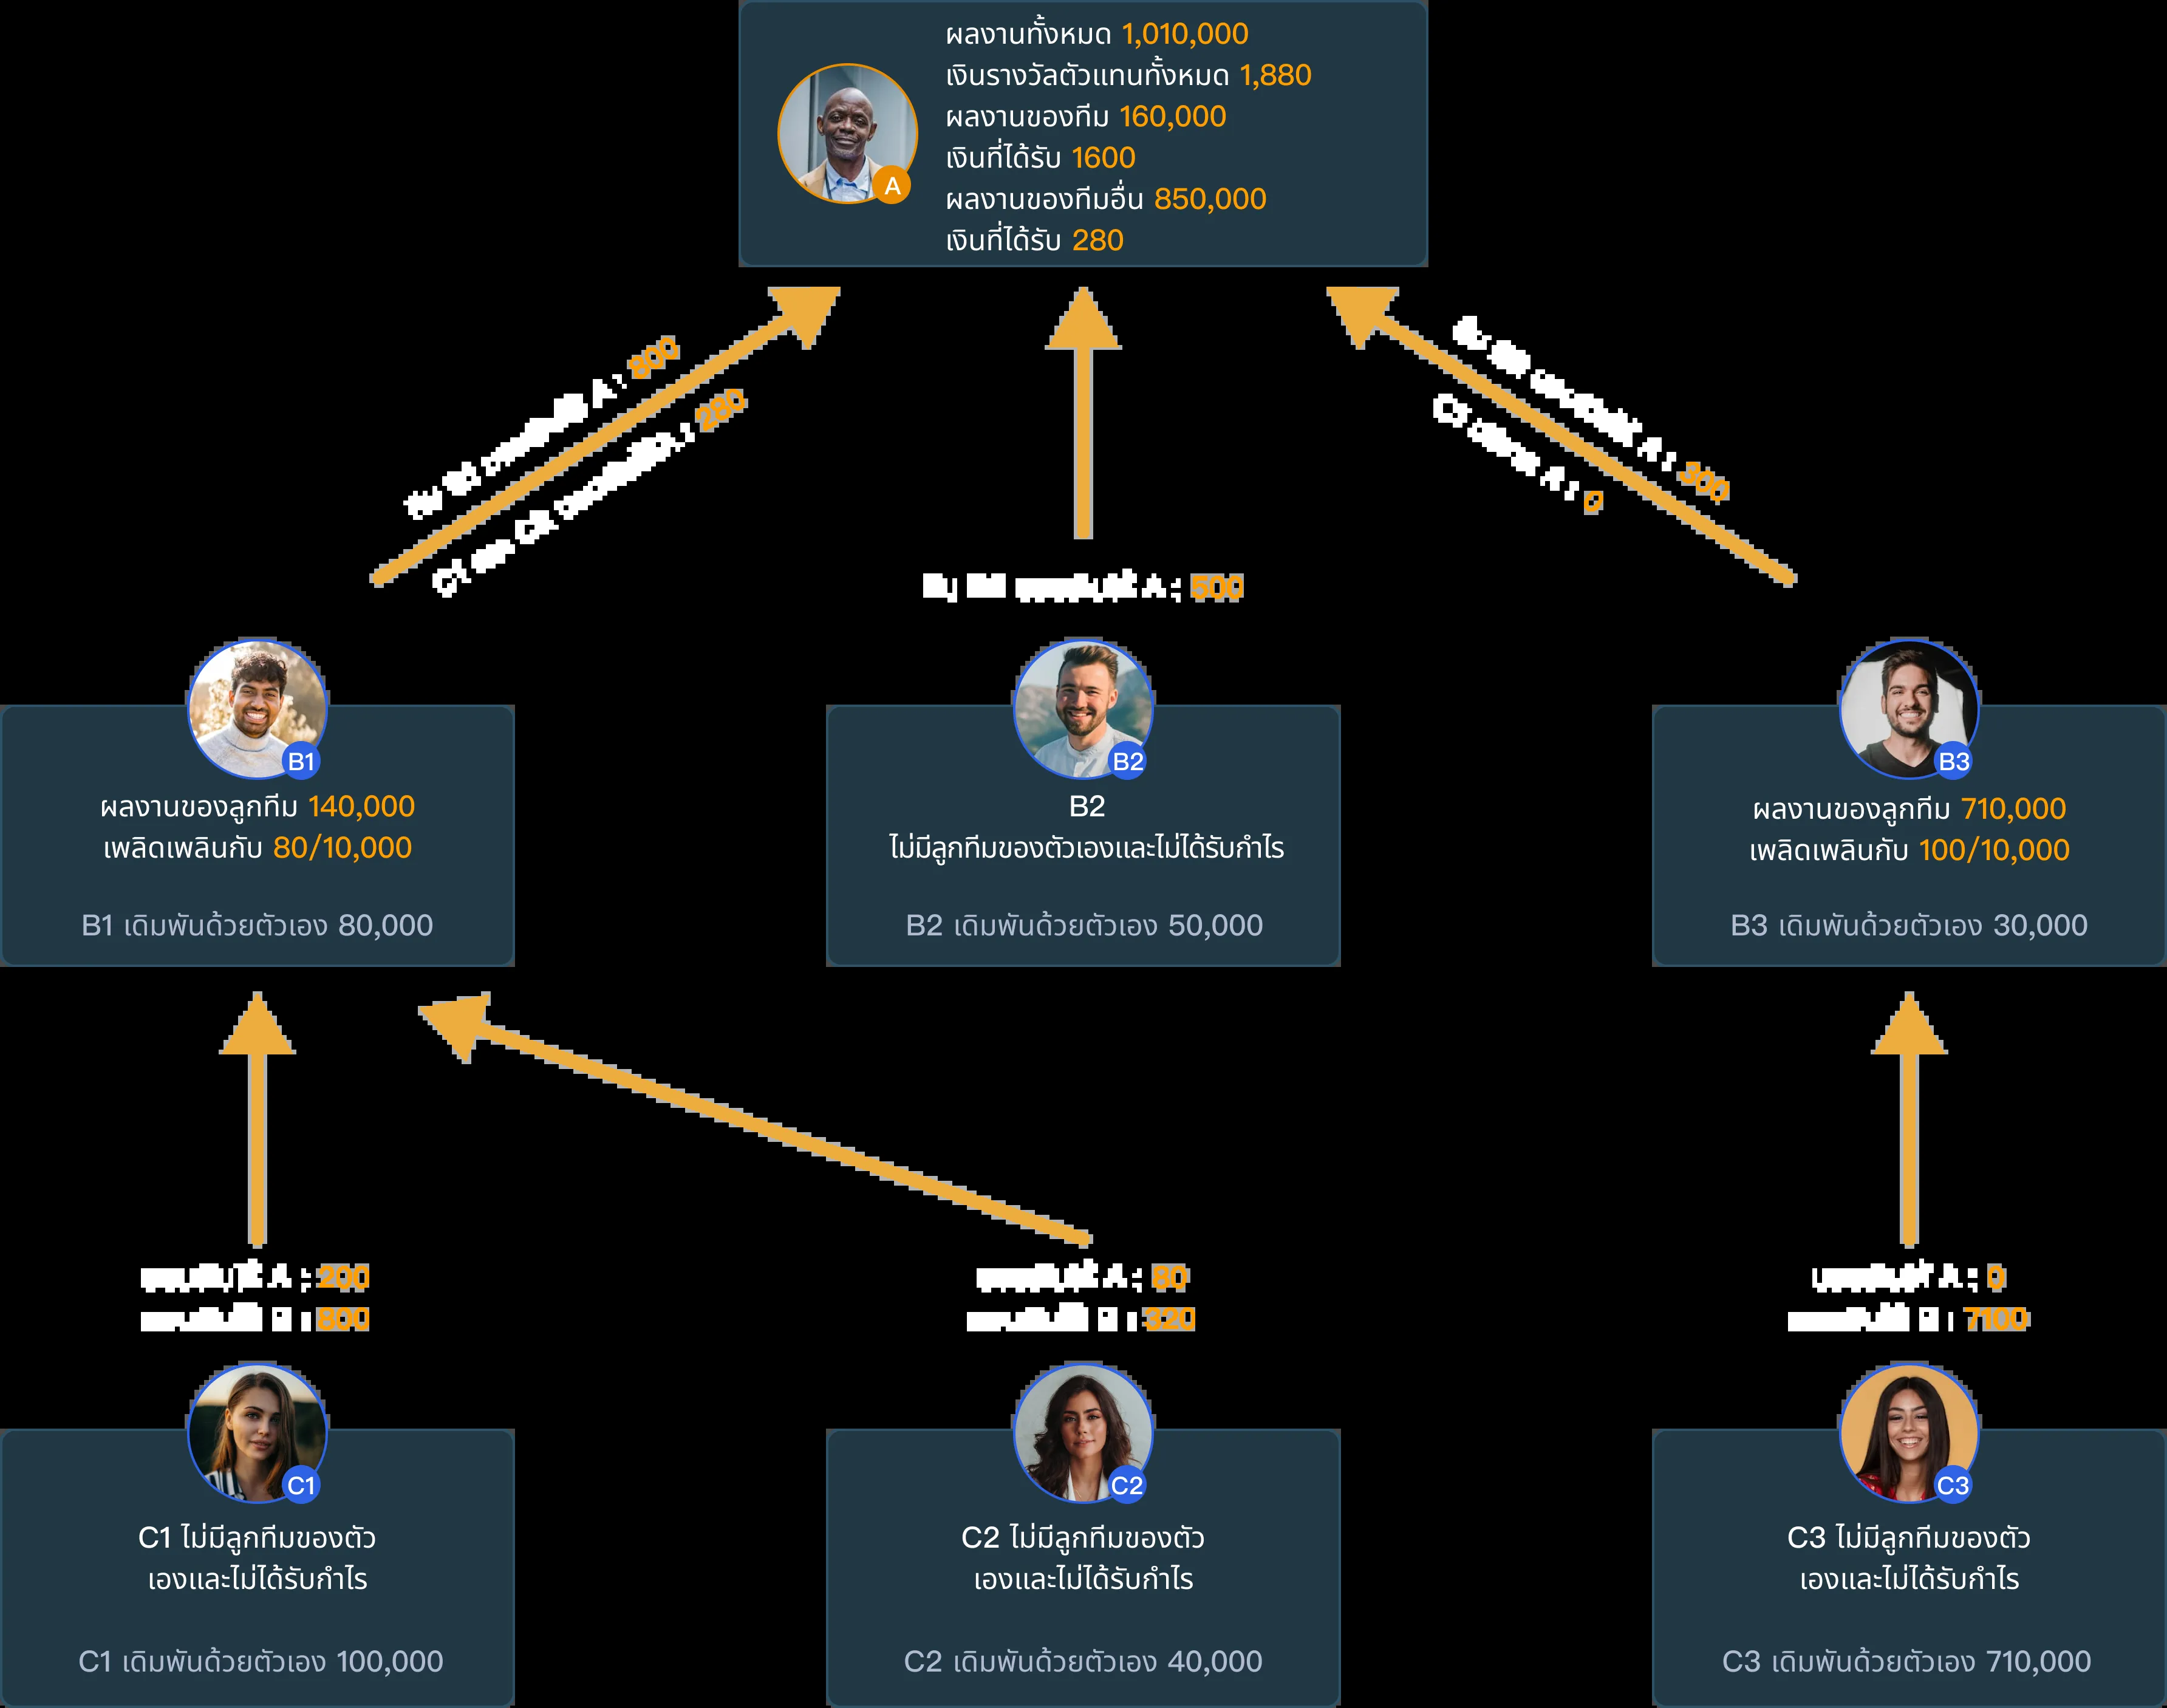 ผลงานทั้งหมด 1,010,000
เงินรางวัลตัวแทนทั้งหมด 1,880
ผลงานของทีม 160,000
เงินที่ได้รับ 1600
ผลงานของทีมอื่น 850,000
เงินที่ได้รับ 280
A
A: 800
280
500
A: 300
0
B1
ผลงานของลูกทีม 140,000
เพลิดเพลินกับ 80/10,000
B1 เดิมพันด้วยตัวเอง 80,000
B2
B2
ไม่มีลูกทีมของตัวเองและไม่ได้รับกำไร
B2 เดิมพันด้วยตัวเอง 50,000
B3
ผลงานของลูกทีม 710,000
เพลิดเพลินกับ 100/10,000
B3 เดิมพันด้วยตัวเอง 30,000
A : 200
800
A : 80
320
A : 0
7100
C1
C1 ไม่มีลูกทีมของตัว
เองและไม่ได้รับกำไร
C1 เดิมพันด้วยตัวเอง 100,000
C2
C2 ไม่มีลูกทีมของตัว
เองและไม่ได้รับกำไร
C2 เดิมพันด้วยตัวเอง 40,000
C3
C3 ไม่มีลูกทีมของตัว
เองและไม่ได้รับกำไร
C3 เดิมพันด้วยตัวเอง 710,000